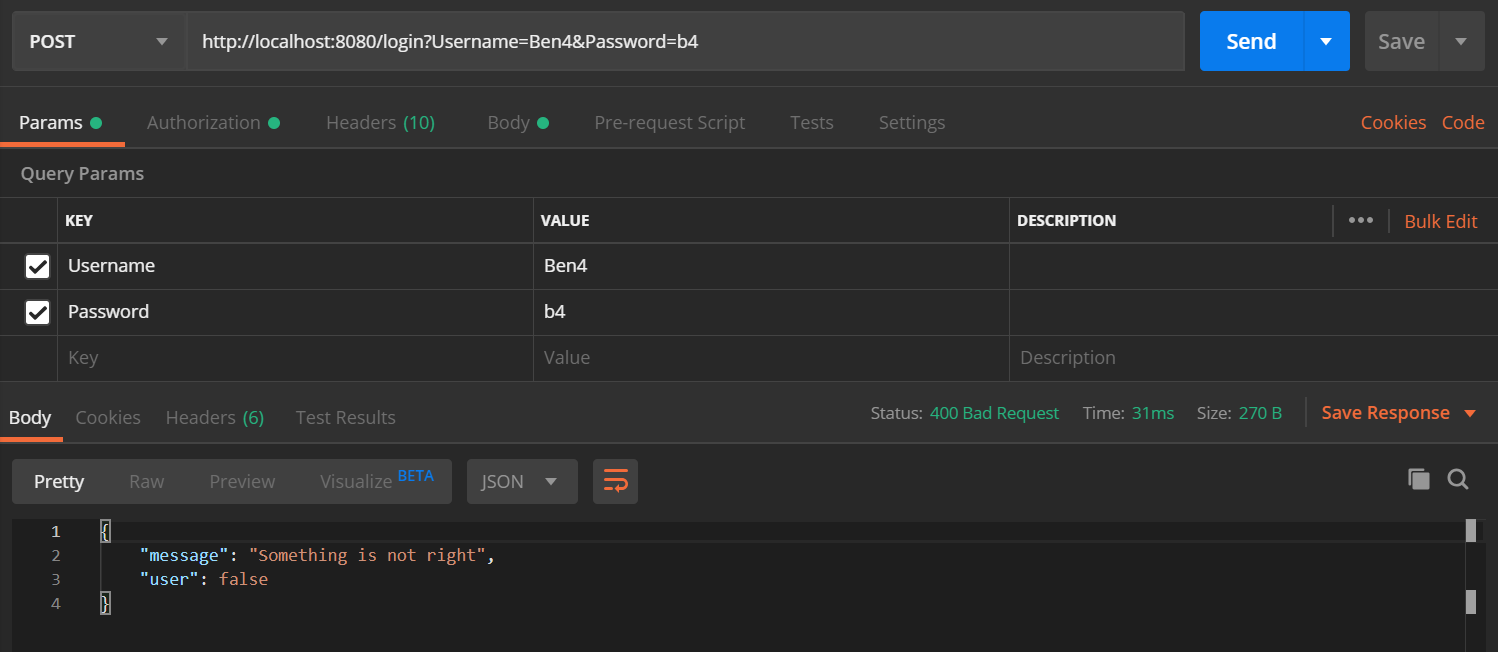 POST http://localhost:8080/login?Username=Ben4&Password=b4 Send Save
Params Authorization Headers (10) Body Pre-request Script Tests Settings Cookies Code
Query Params
KEY VALUE DESCRIPTION ••• Bulk Edit
Username Ben4
Password b4
Key Value Description
Body Cookies Headers (6) Test Results Status: 400 Bad Request Time: 31ms Size: 270 B Save Response
Pretty Raw Preview Visualize BETA JSON
1 {
2 "message": "Something is not right",
3 "user": false
4 }